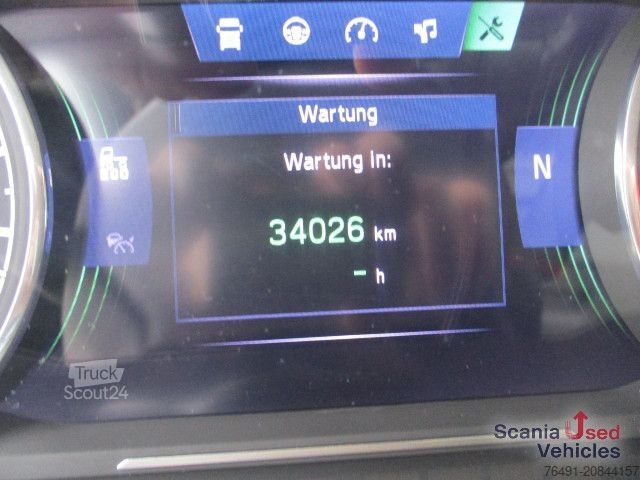 Wartung
Wartung in:
N
34026 km
- h
Truck
Scout24
Scania Used
Vehicles
76491-20844157